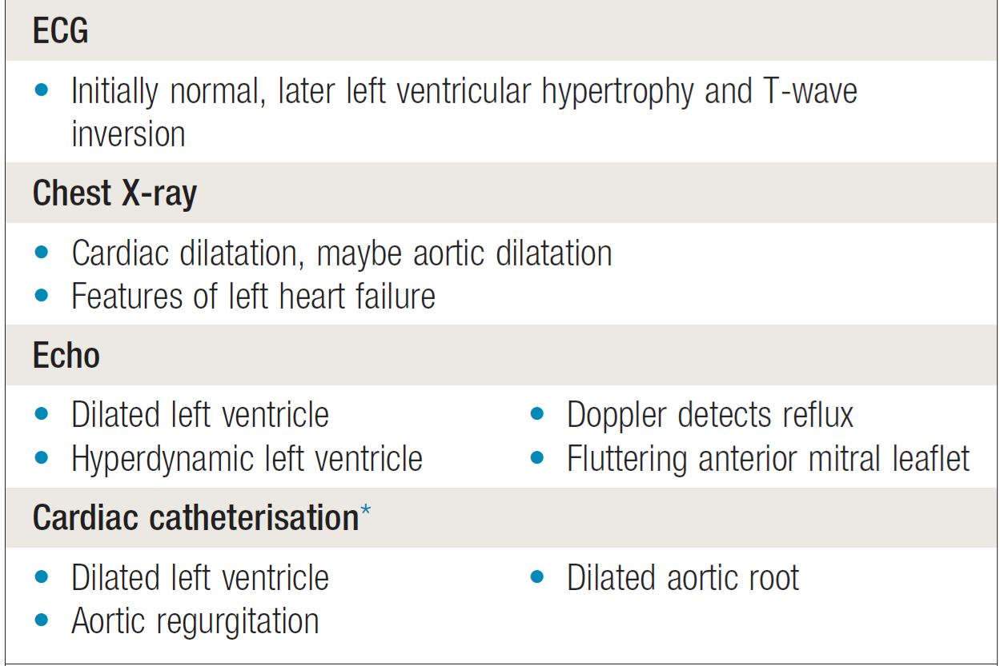 ECG
• Initially normal, later left ventricular hypertrophy and T-wave
inversion
Chest X-ray
• Cardiac dilatation, maybe aortic dilatation
• Features of left heart failure
Echo
• Dilated left ventricle
• Hyperdynamic left ventricle
• Doppler detects reflux
• Fluttering anterior mitral leaflet
Cardiac catheterisation*
• Dilated left ventricle
• Aortic regurgitation
• Dilated aortic root